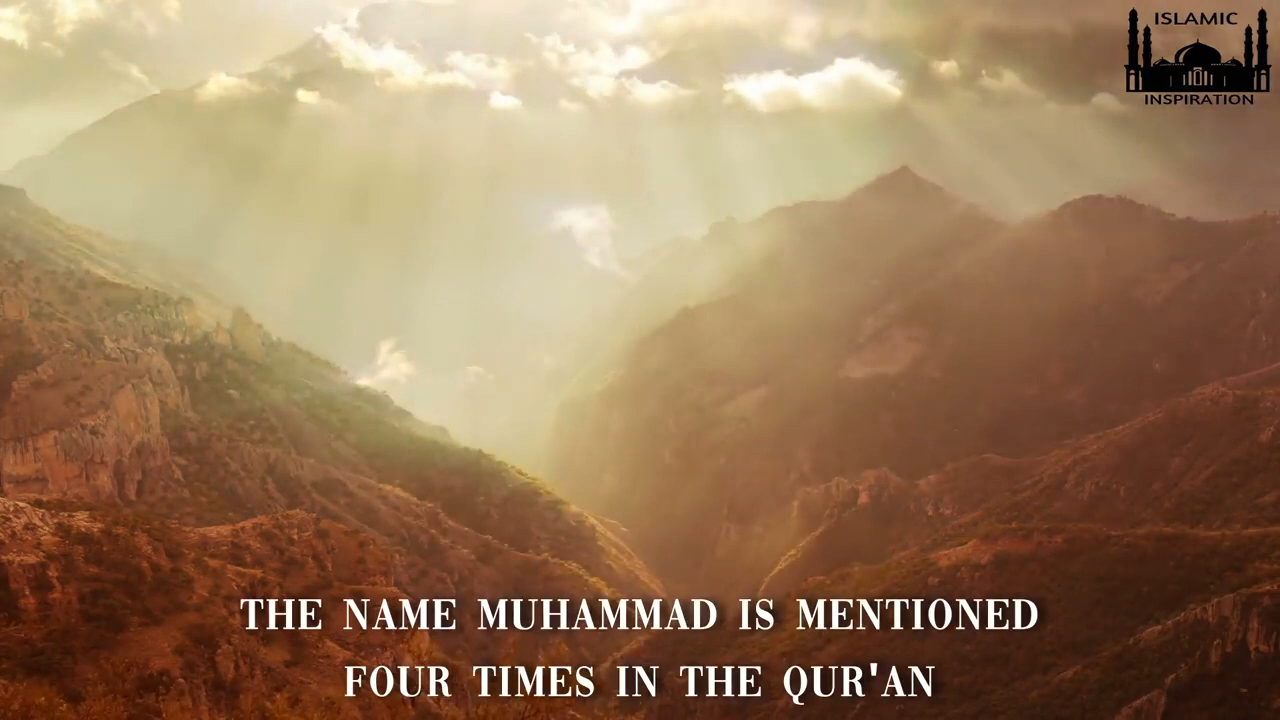 ISLAMIC
INSPIRATION
THE NAME MUHAMMAD IS MENTIONED
FOUR TIMES IN THE QUR'AN